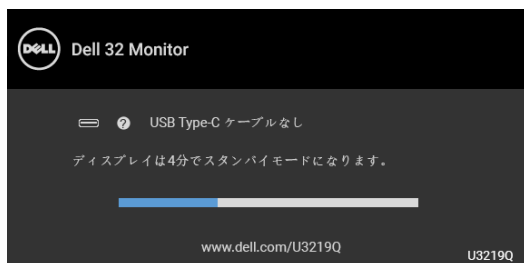 DELL Dell 32 Monitor
? USB Type-C ケーブルなし
ディスプレイは4分でスタンバイモードになります。
www.dell.com/U3219Q
U3219Q